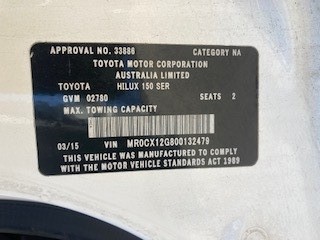 APPROVAL NO. 33886 CATEGORY NA
TOYOTA MOTOR CORPORATION
AUSTRALIA LIMITED
TOYOTA HILUX 150 SER
GVM 02780 SEATS 2
MAX. TOWING CAPACITY
03/15 VIN MR0CX12G800132479
THIS VEHICLE WAS MANUFACTURED TO COMPLY
WITH THE MOTOR VEHICLE STANDARDS ACT 1989